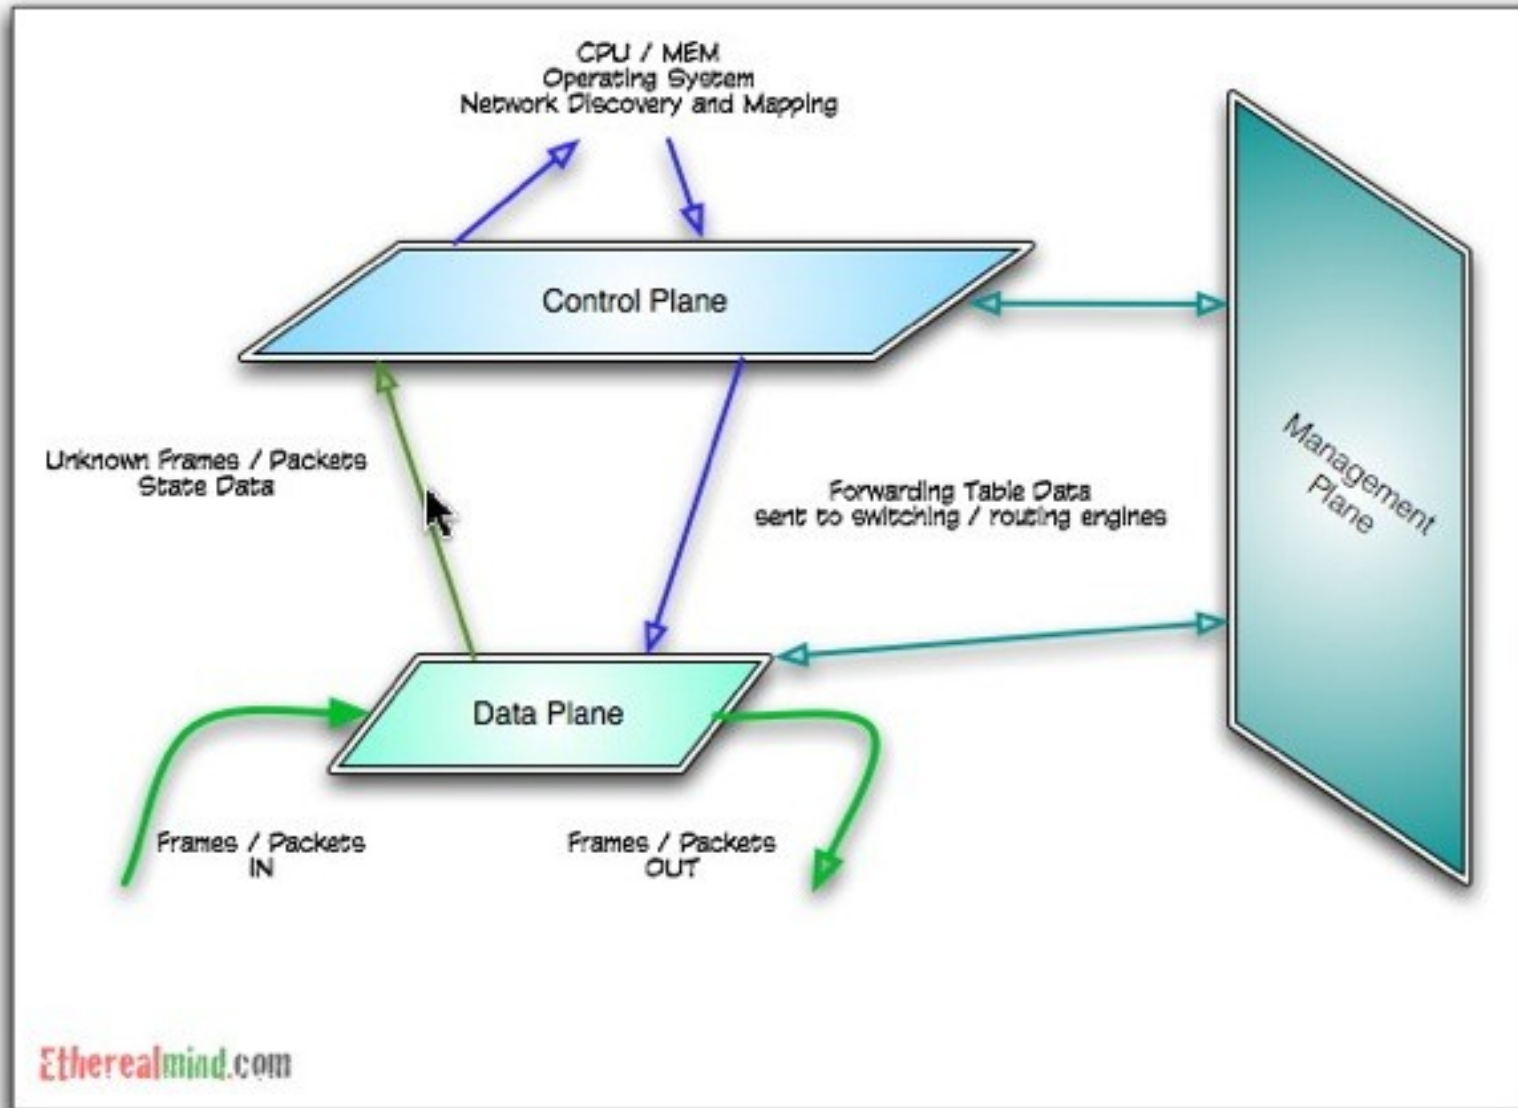 CPU / MEM
Operating System
Network Discovery and Mapping
Control Plane
Unknown Frames / Packets
State Data
Forwarding Table Data
sent to switching / routing engines
Management
Plane
Data Plane
Frames / Packets
IN
Frames / Packets
OUT
Etherealmind.com